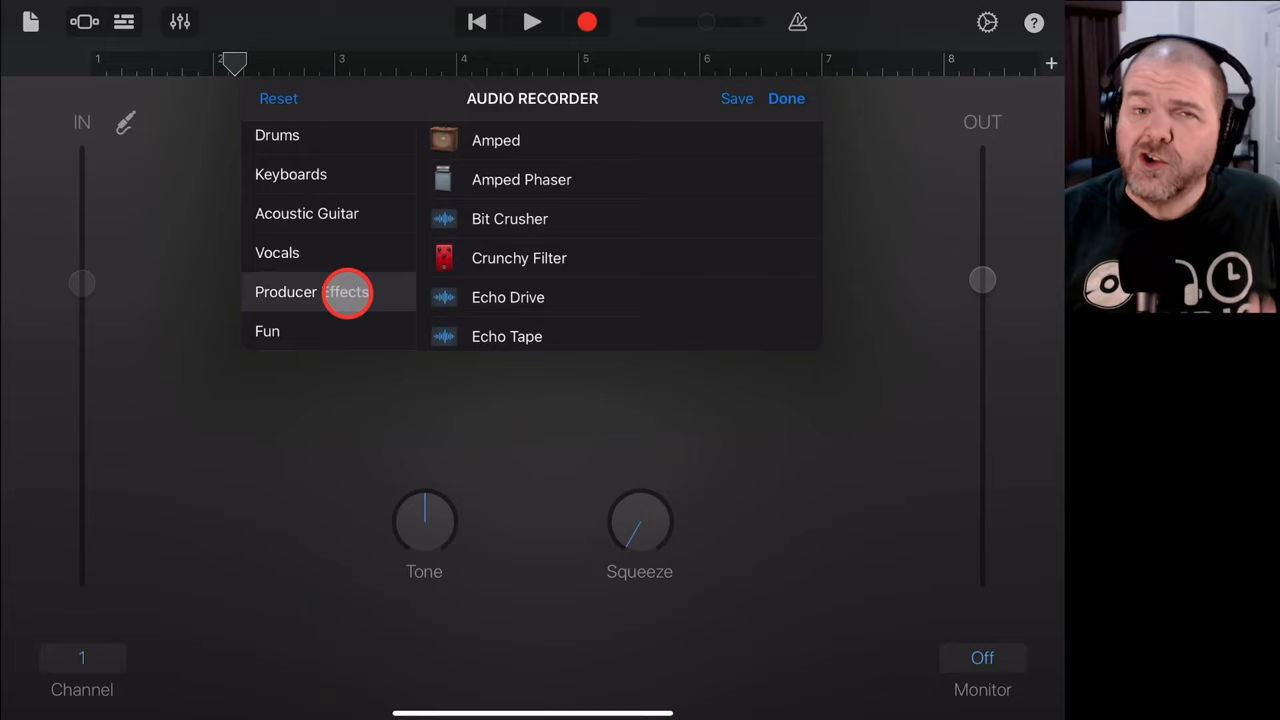 1 2 3 4 5 6 7 8 +
Reset AUDIO RECORDER Save Done
IN
OUT
Drums
Keyboards
Acoustic Guitar
Vocals
Producer Effects
Fun
Amped
Amped Phaser
Bit Crusher
Crunchy Filter
Echo Drive
Echo Tape
Tone
Squeeze
1
Channel
Off
Monitor
?